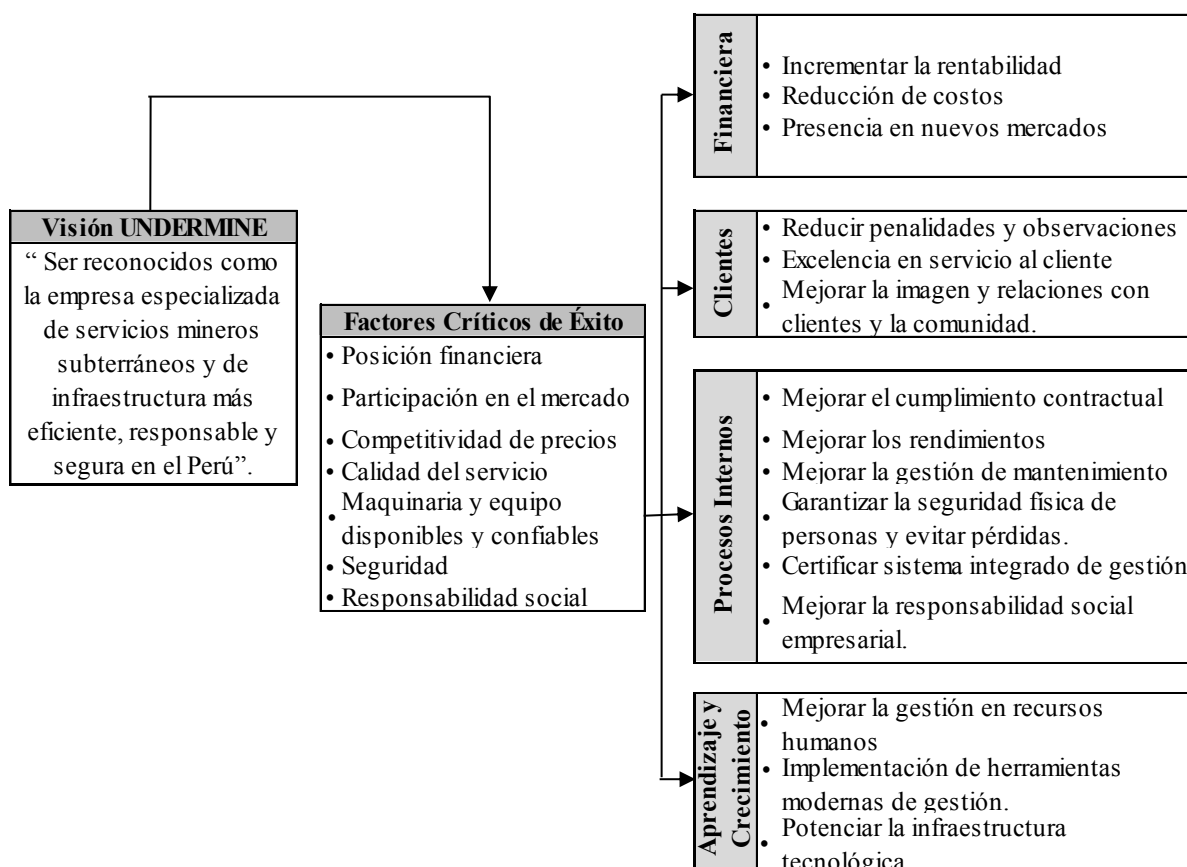 Visión UNDERMINE
“ Ser reconocidos como
la empresa especializada
de servicios mineros
subterráneos y de
infraestructura más
eficiente, responsable y
segura en el Perú”.
Factores Críticos de Éxito
• Posición financiera
• Participación en el mercado
• Competitividad de precios
• Calidad del servicio
• Maquinaria y equipo
disponibles y confiables
• Seguridad
• Responsabilidad social
Financiera
• Incrementar la rentabilidad
• Reducción de costos
• Presencia en nuevos mercados
Clientes
• Reducir penalidades y observaciones
• Excelencia en servicio al cliente
• Mejorar la imagen y relaciones con
clientes y la comunidad.
Procesos Internos
• Mejorar el cumplimiento contractual
• Mejorar los rendimientos
• Mejorar la gestión de mantenimiento
• Garantizar la seguridad física de
personas y evitar pérdidas.
• Certificar sistema integrado de gestión
• Mejorar la responsabilidad social
empresarial.
Aprendizaje y
Crecimiento
• Mejorar la gestión en recursos
humanos
• Implementación de herramientas
modernas de gestión.
• Potenciar la infraestructura
tecnológica